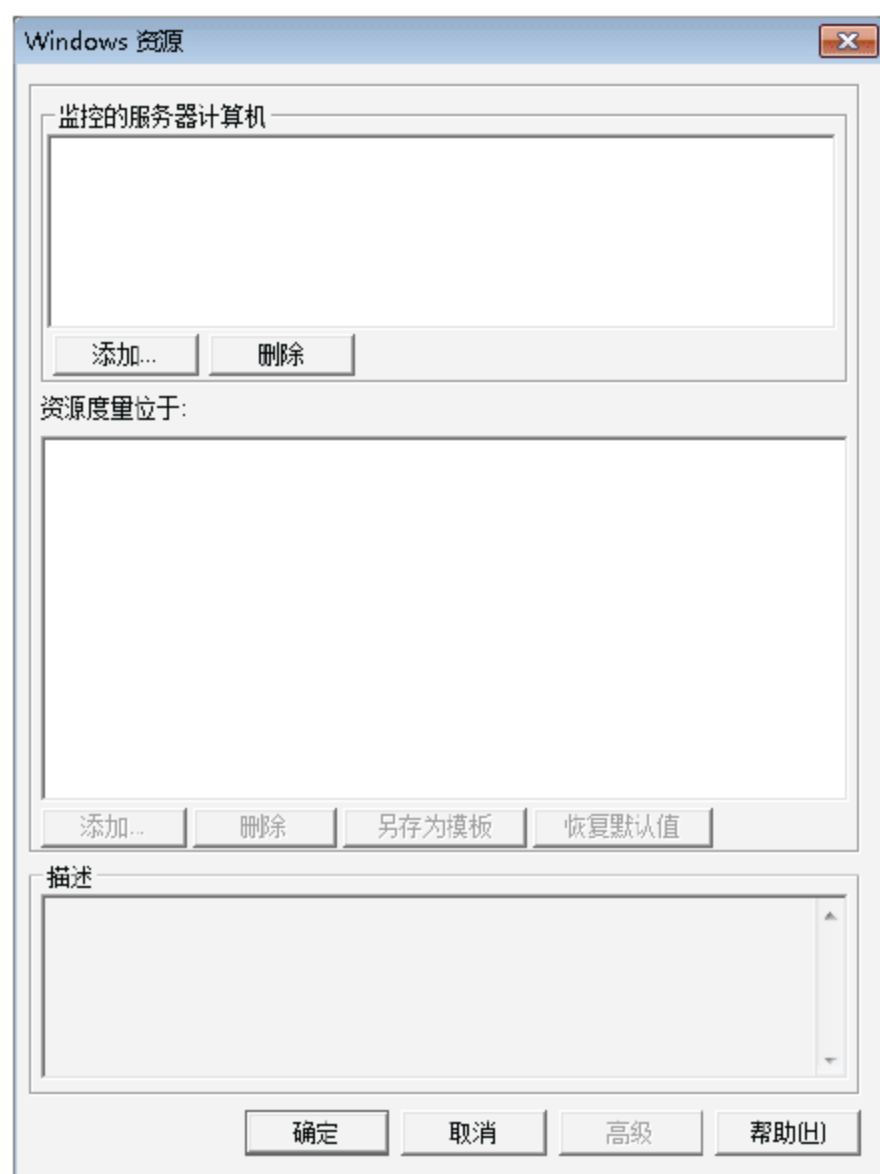 Windows 资源
监控的服务器计算机
添加... 删除
资源度量位于:
添加... 删除 另存为模板 恢复默认值
描述
确定 取消 高级 帮助(H)